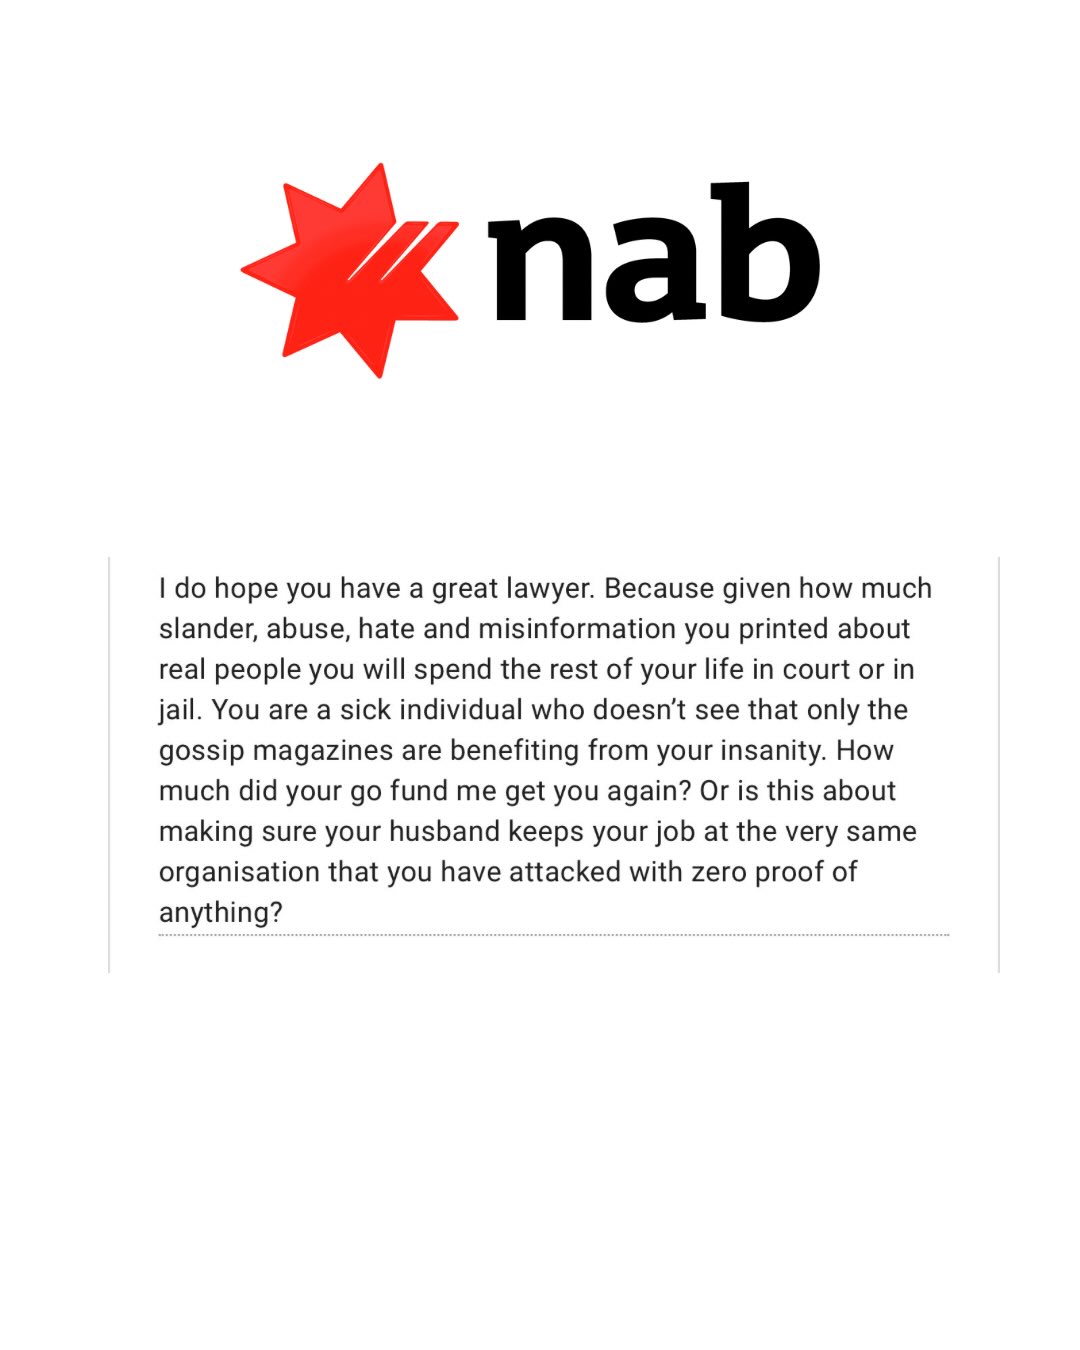 nab
I do hope you have a great lawyer. Because given how much
slander, abuse, hate and misinformation you printed about
real people you will spend the rest of your life in court or in
jail. You are a sick individual who doesn’t see that only the
gossip magazines are benefiting from your insanity. How
much did your go fund me get you again? Or is this about
making sure your husband keeps your job at the very same
organisation that you have attacked with zero proof of
anything?